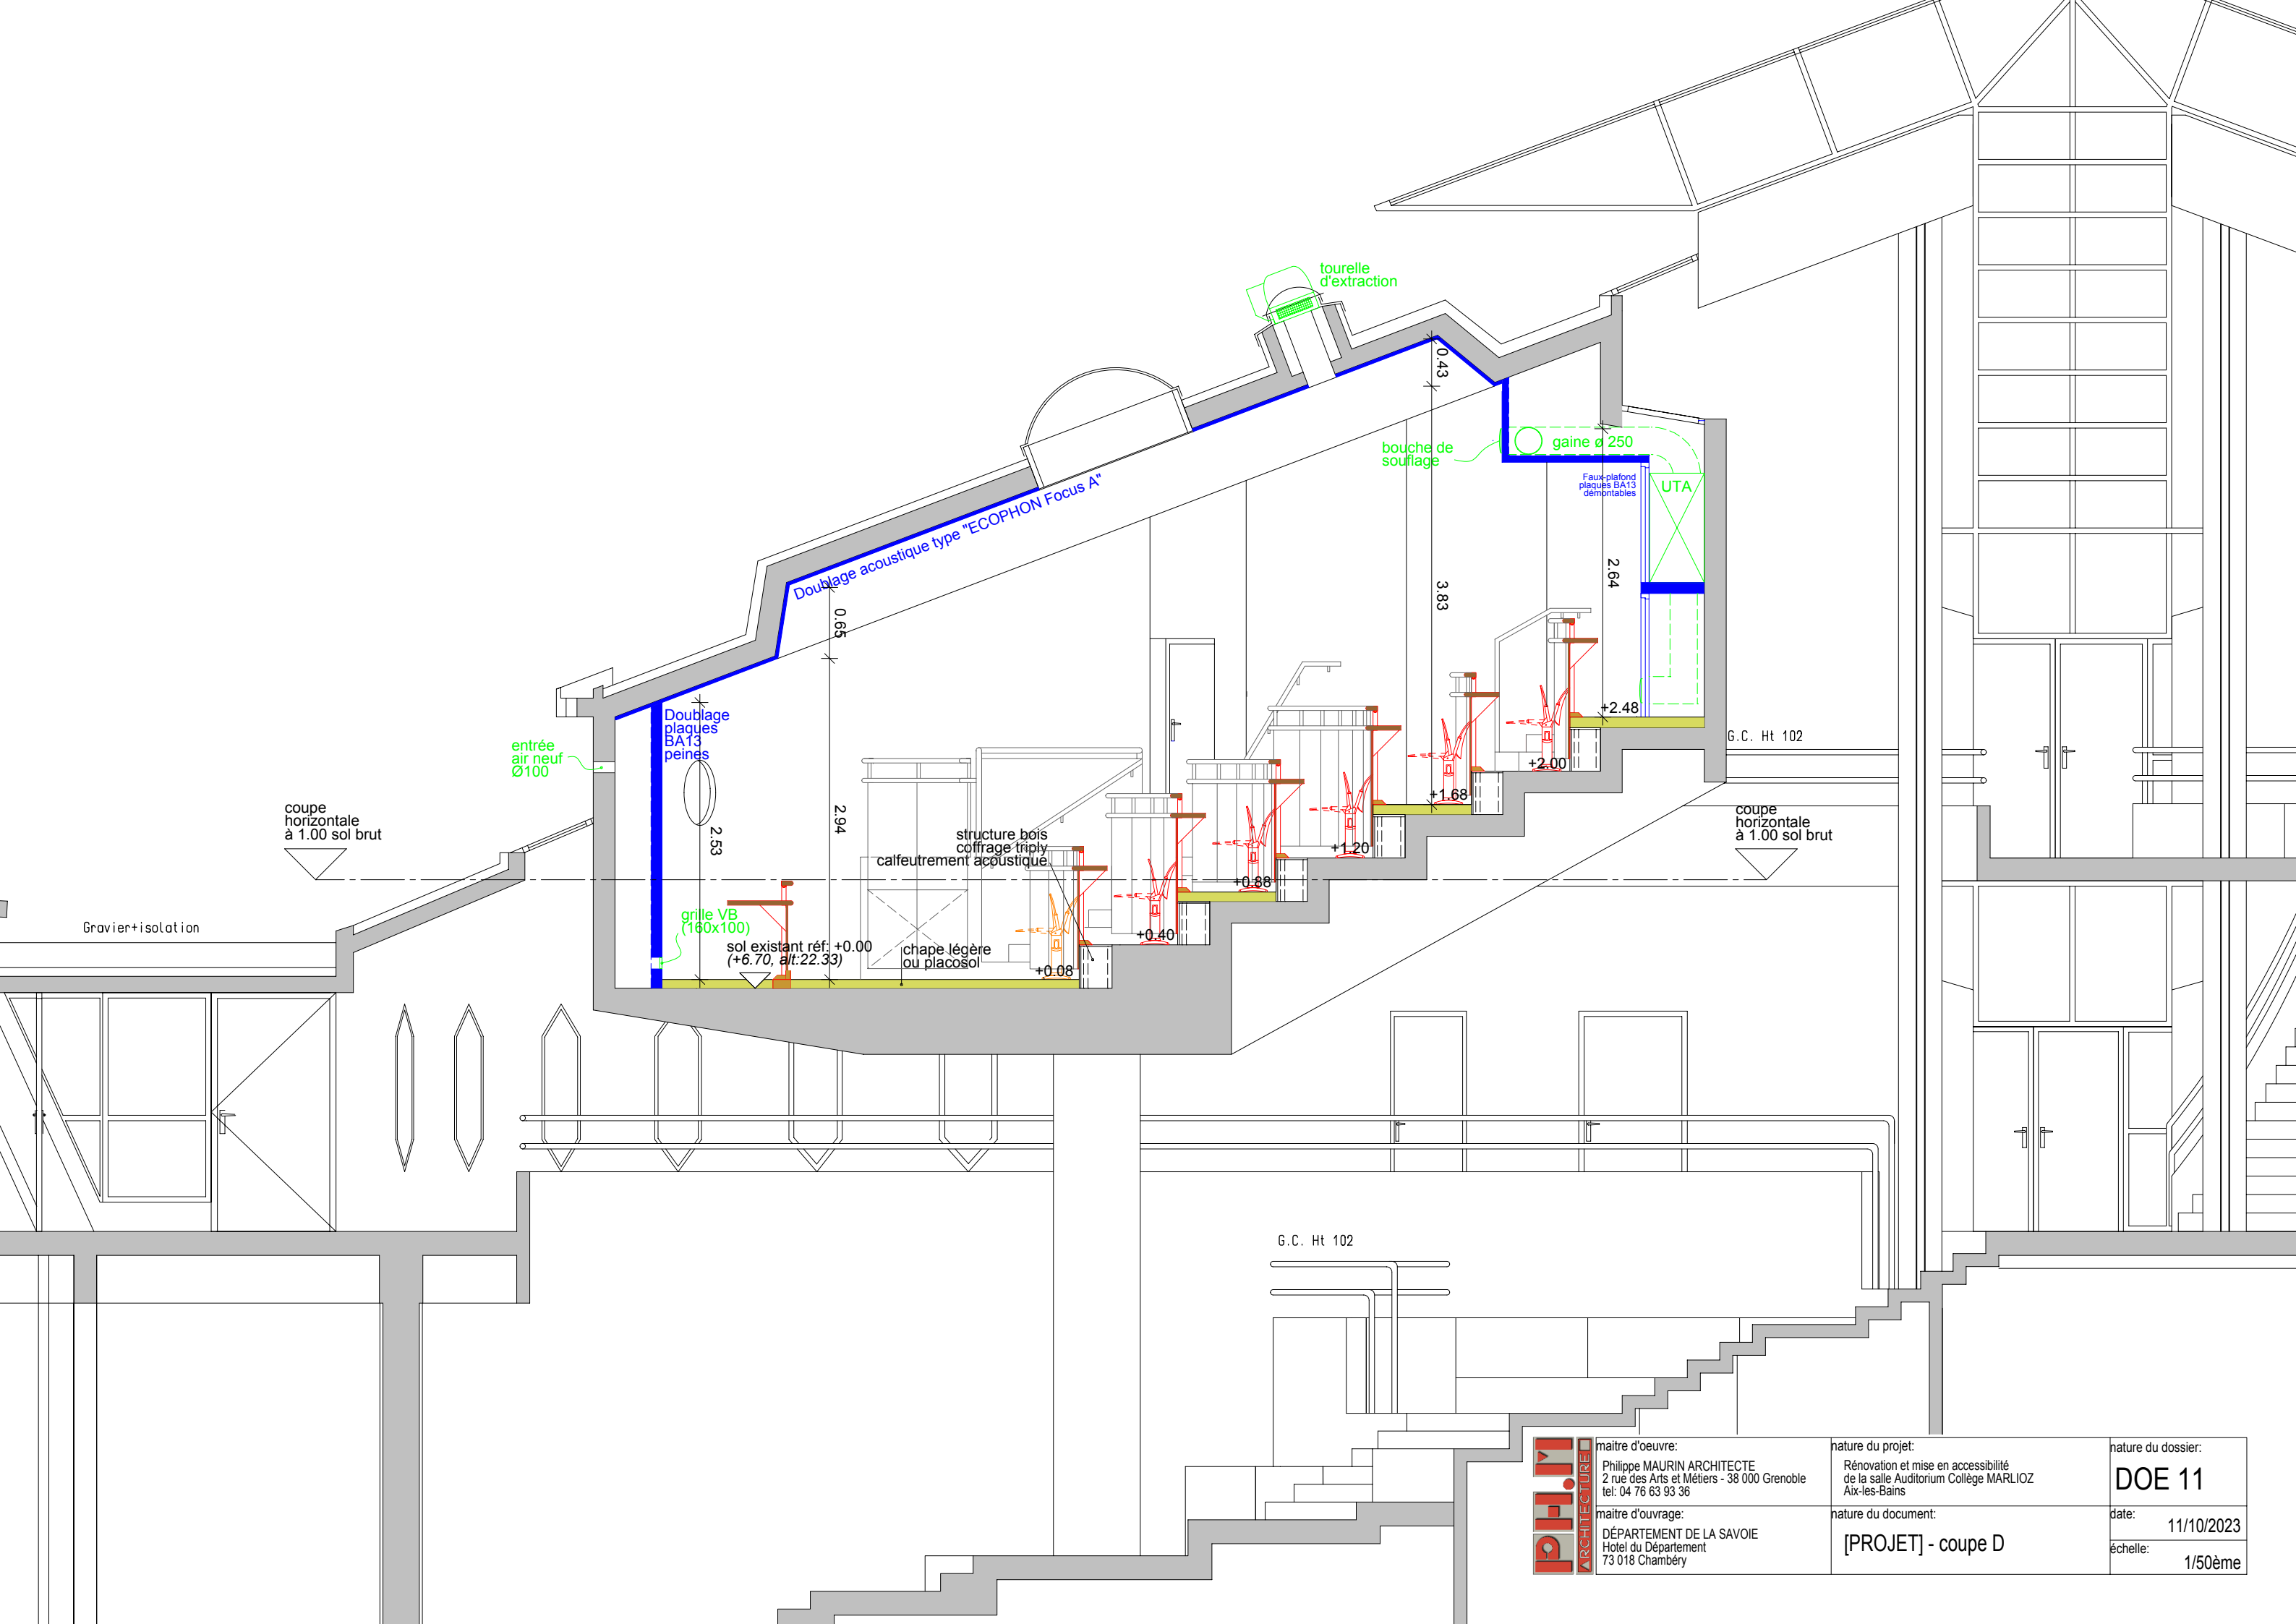 tourelle
d'extraction
0.43
bouche de
souflage
gaine ø 250
Faux-plafond
plaques BA13
démontables
UTA
Doublage acoustique type "ECOPHON Focus A"
2.64
3.83
0.65
+2.48
Doublage
plaques
BA13
peints
G.C. Ht 102
entrée
air neuf
Ø100
+2.00
+1.68
coupe
horizontale
à 1.00 sol brut
coupe
horizontale
à 1.00 sol brut
2.94
2.53
structure bois
coffrage triply
calfeutrement acoustique
+1.20
+0.88
Gravier+isolation
grille VB
(160x100)
+0.40
sol existant réf: +0.00
(+6.70, alt:22.33)
chape légère
ou placosol
+0.08
G.C. Ht 102
PH.M
ARCHITECTURE
maitre d'oeuvre:
Philippe MAURIN ARCHITECTE
2 rue des Arts et Métiers - 38 000 Grenoble
tel: 04 76 63 93 36
nature du projet:
Rénovation et mise en accessibilité
de la salle Auditorium Collège MARLIOZ
Aix-les-Bains
nature du dossier:
DOE 11
maitre d'ouvrage:
DÉPARTEMENT DE LA SAVOIE
Hotel du Département
73 018 Chambéry
nature du document:
[PROJET] - coupe D
date:
11/10/2023
échelle:
1/50ème